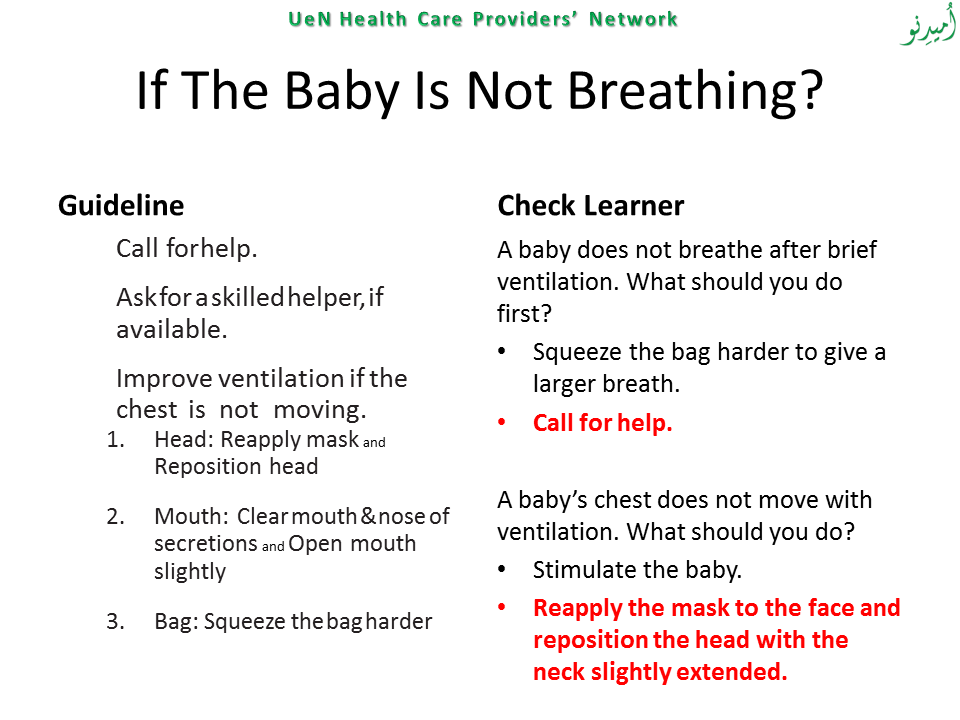 UeN Health Care Providers’ Network
اُمیدِنو
If The Baby Is Not Breathing?
Guideline
Call for help.
Ask for a skilled helper, if
available.
Improve ventilation if the
chest is not moving.
1. Head: Reapply mask and
Reposition head
2. Mouth: Clear mouth & nose of
secretions and Open mouth
slightly
3. Bag: Squeeze the bag harder
Check Learner
A baby does not breathe after brief
ventilation. What should you do
first?
• Squeeze the bag harder to give a
larger breath.
• Call for help.
A baby’s chest does not move with
ventilation. What should you do?
• Stimulate the baby.
• Reapply the mask to the face and
reposition the head with the
neck slightly extended.